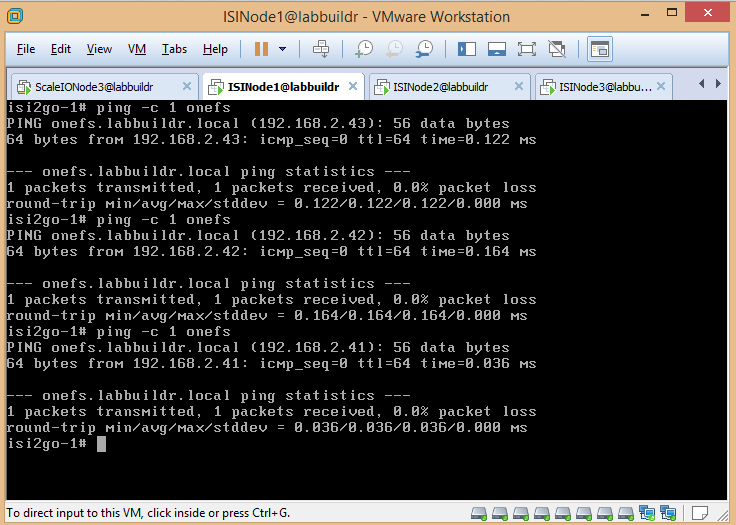 ISINode1@labbuildr - VMware Workstation
File Edit View VM Tabs Help
ScaleIONode3@labbuildr ISINode1@labbuildr ISINode2@labbuildr ISINode3@labbu...
isi2go-1# ping -c 1 onefs
PING onefs.labbuildr.local (192.168.2.43): 56 data bytes
64 bytes from 192.168.2.43: icmp_seq=0 ttl=64 time=0.122 ms
--- onefs.labbuildr.local ping statistics ---
1 packets transmitted, 1 packets received, 0.0% packet loss
round-trip min/avg/max/stddev = 0.122/0.122/0.122/0.000 ms
isi2go-1# ping -c 1 onefs
PING onefs.labbuildr.local (192.168.2.42): 56 data bytes
64 bytes from 192.168.2.42: icmp_seq=0 ttl=64 time=0.164 ms
--- onefs.labbuildr.local ping statistics ---
1 packets transmitted, 1 packets received, 0.0% packet loss
round-trip min/avg/max/stddev = 0.164/0.164/0.164/0.000 ms
isi2go-1# ping -c 1 onefs
PING onefs.labbuildr.local (192.168.2.41): 56 data bytes
64 bytes from 192.168.2.41: icmp_seq=0 ttl=64 time=0.036 ms
--- onefs.labbuildr.local ping statistics ---
1 packets transmitted, 1 packets received, 0.0% packet loss
round-trip min/avg/max/stddev = 0.036/0.036/0.036/0.000 ms
isi2go-1#
To direct input to this VM, click inside or press Ctrl+G.